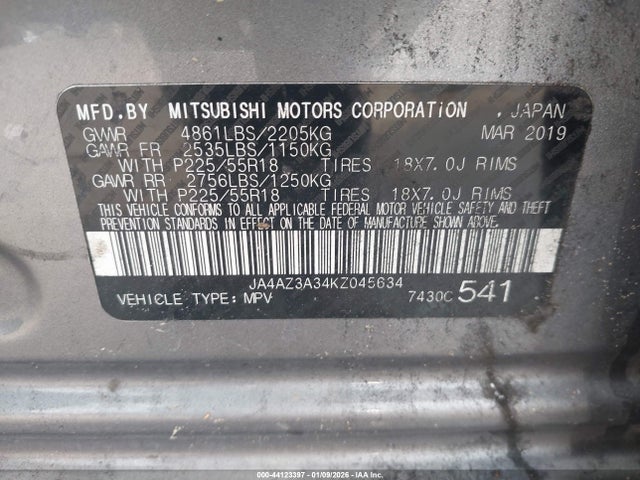 MFD.BY MITSUBISHI MOTORS CORPORATION , JAPAN
GVWR 4861LBS/2205KG MAR 2019
GAWR FR 2535LBS/1150KG
WITH P225/55R18 TIRES 18X7.0J RIMS
GAWR RR 2756LBS/1250KG
WITH P225/55R18 TIRES 18X7.0J RIMS
THIS VEHICLE CONFORMS TO ALL APPLICABLE FEDERAL MOTOR VEHICLE SAFETY AND THEFT
PREVENTION STANDARDS IN EFFECT ON THE DATE OF MANUFACTURE SHOWN ABOVE.
JA4AZ3A34KZ045634
VEHICLE TYPE: MPV 7430C 541
000-44123397 - 01/09/2026 - COPYRIGHT IAA, LLC